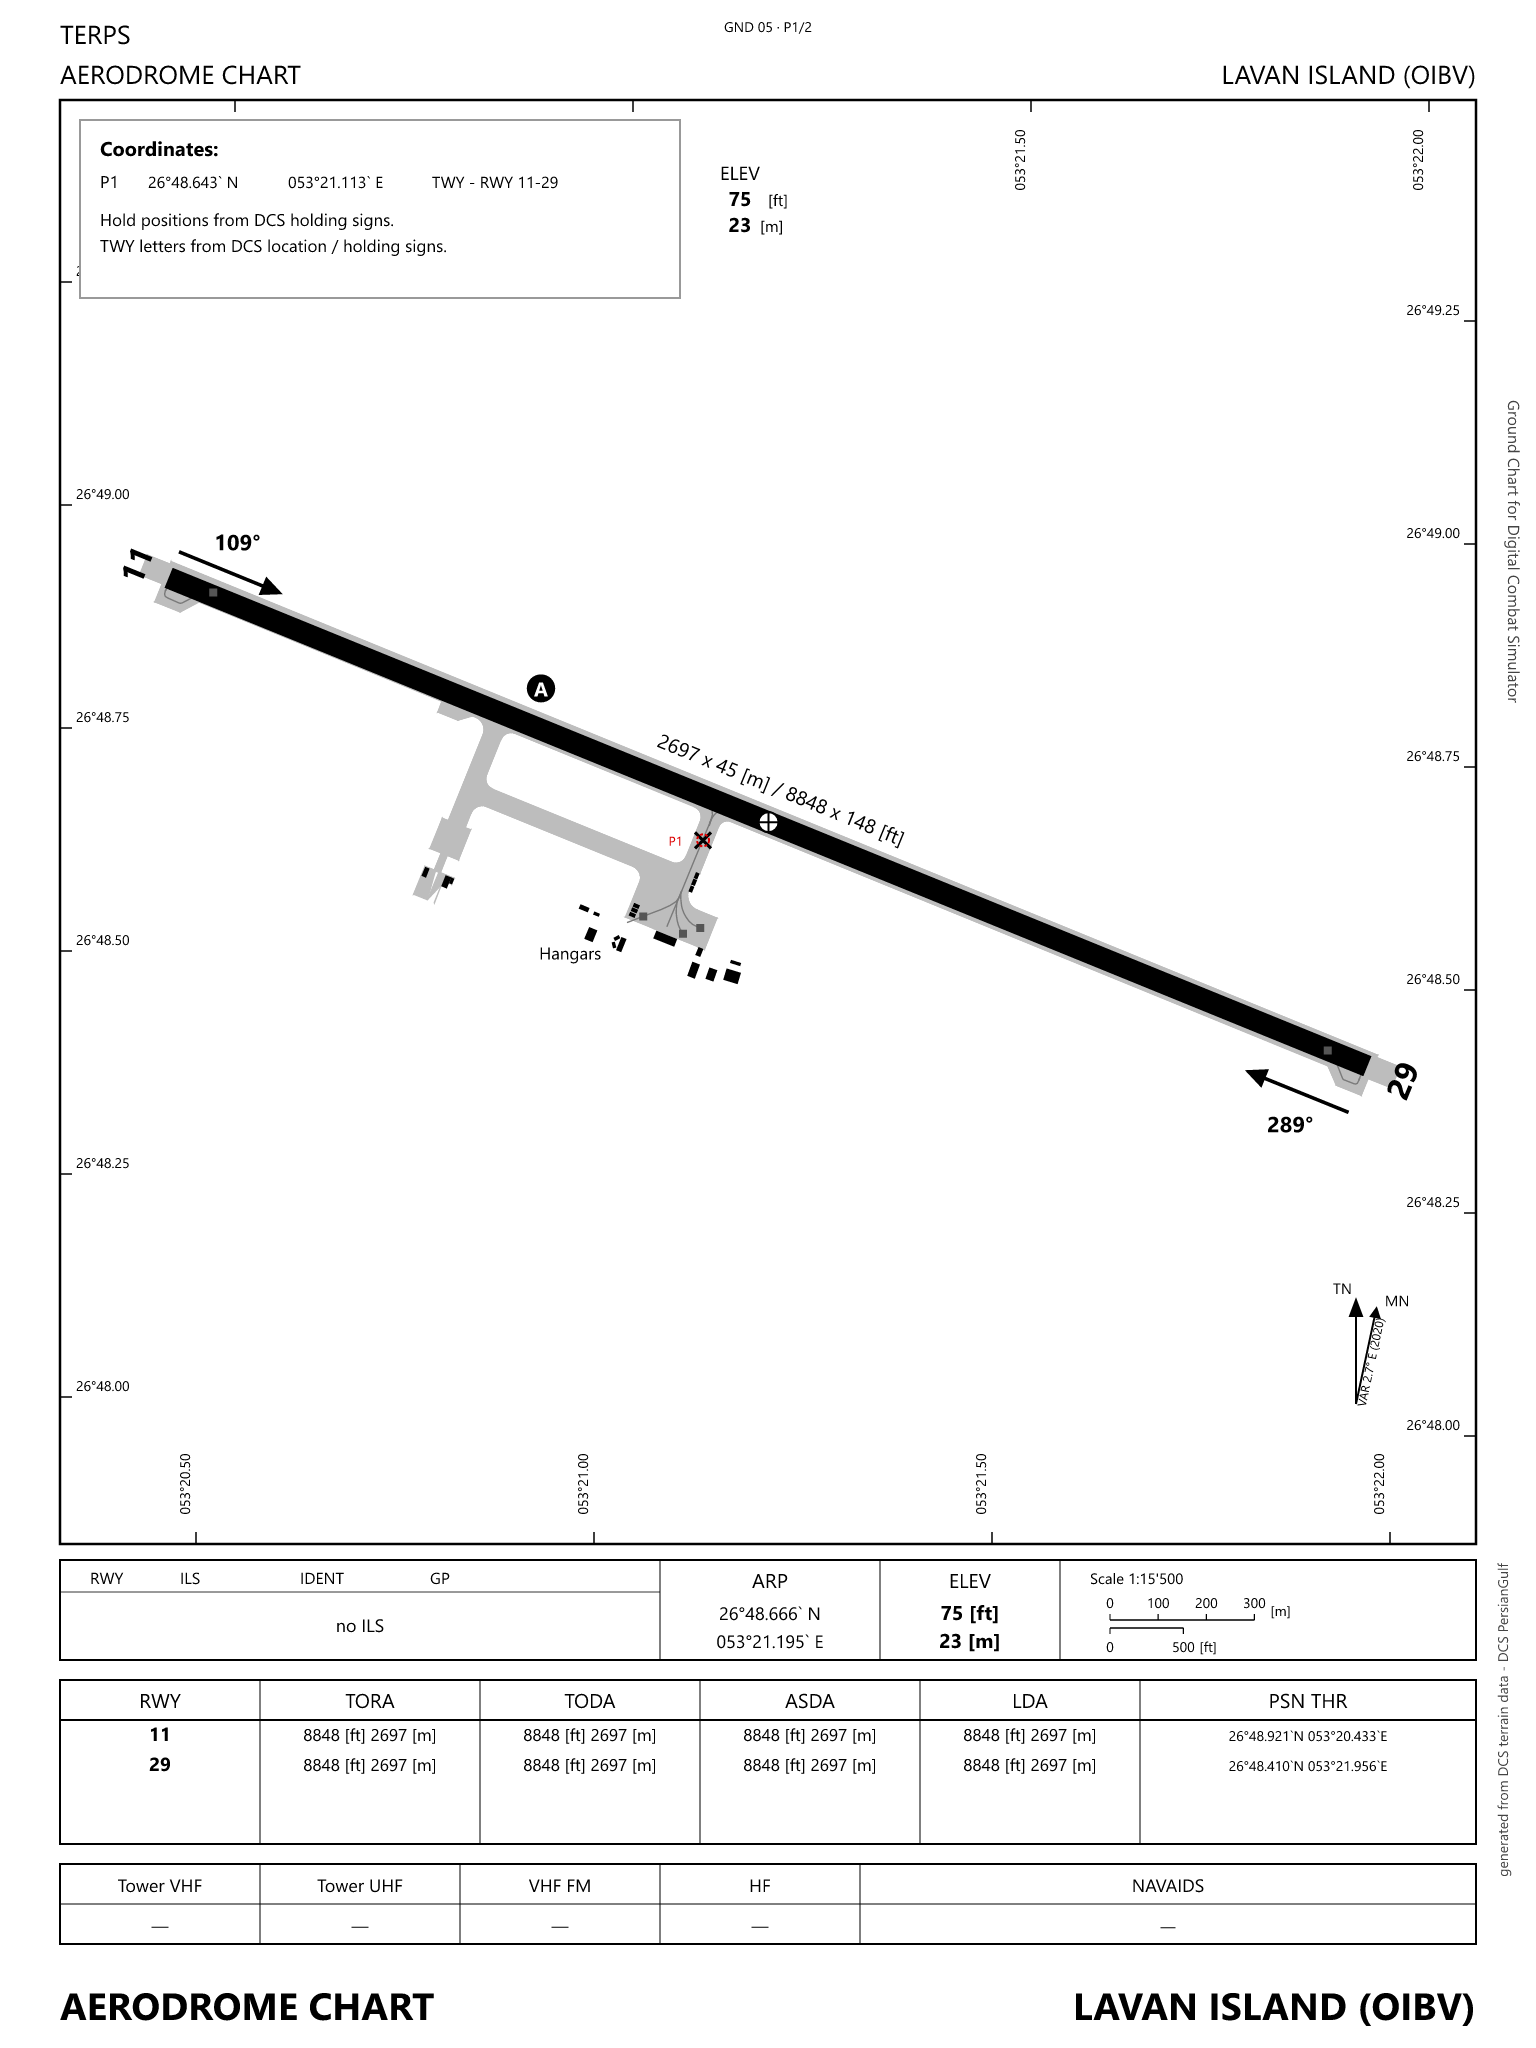 GND 05 · P1/2
TERPS
AERODROME CHART
LAVAN ISLAND (OIBV)
Coordinates:
P1 26°48.643` N 053°21.113` E TWY - RWY 11-29
Hold positions from DCS holding signs.
TWY letters from DCS location / holding signs.
ELEV
75 [ft]
23 [m]
053°21.50
053°22.00
26°49.25
26°49.00
26°49.00
11
109°
A
26°48.75
2697 x 45 [m] / 8848 x 148 [ft]
26°48.75
P1
26°48.50
Hangars
26°48.50
29
289°
26°48.25
26°48.25
TN
MN
VAR 2.7° E (2020)
26°48.00
26°48.00
053°20.50
053°21.00
053°21.50
053°22.00
Ground Chart for Digital Combat Simulator
RWY ILS IDENT GP
no ILS
ARP
26°48.666` N
053°21.195` E
ELEV
75 [ft]
23 [m]
Scale 1:15'500
0 100 200 300 [m]
0 500 [ft]
RWY TORA TODA ASDA LDA PSN THR
11 8848 [ft] 2697 [m] 8848 [ft] 2697 [m] 8848 [ft] 2697 [m] 8848 [ft] 2697 [m] 26°48.921`N 053°20.433`E
29 8848 [ft] 2697 [m] 8848 [ft] 2697 [m] 8848 [ft] 2697 [m] 8848 [ft] 2697 [m] 26°48.410`N 053°21.956`E
generated from DCS terrain data - DCS PersianGulf
Tower VHF Tower UHF VHF FM HF NAVAIDS
— — — — —
AERODROME CHART
LAVAN ISLAND (OIBV)